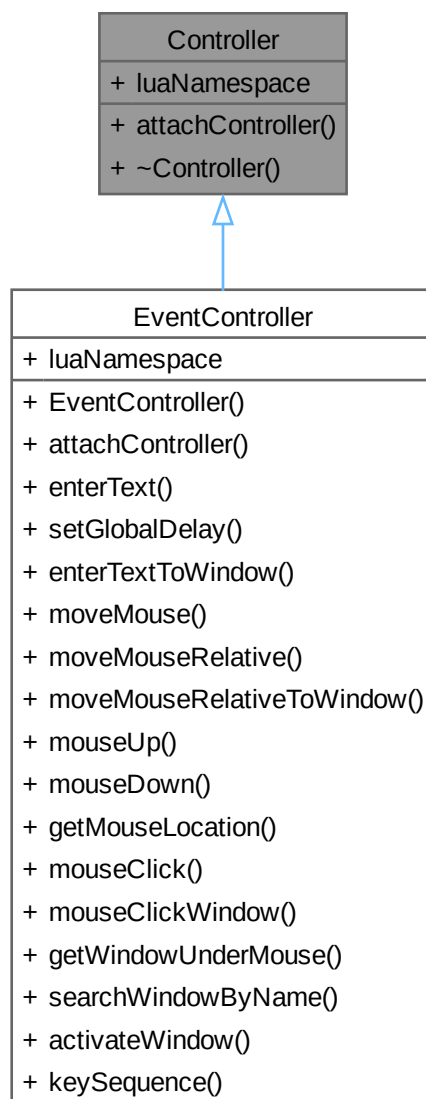 Controller
+ luaNamespace
+ attachController()
+ ~Controller()
EventController
+ luaNamespace
+ EventController()
+ attachController()
+ enterText()
+ setGlobalDelay()
+ enterTextToWindow()
+ moveMouse()
+ moveMouseRelative()
+ moveMouseRelativeToWindow()
+ mouseUp()
+ mouseDown()
+ getMouseLocation()
+ mouseClick()
+ mouseClickWindow()
+ getWindowUnderMouse()
+ searchWindowByName()
+ activateWindow()
+ keySequence()